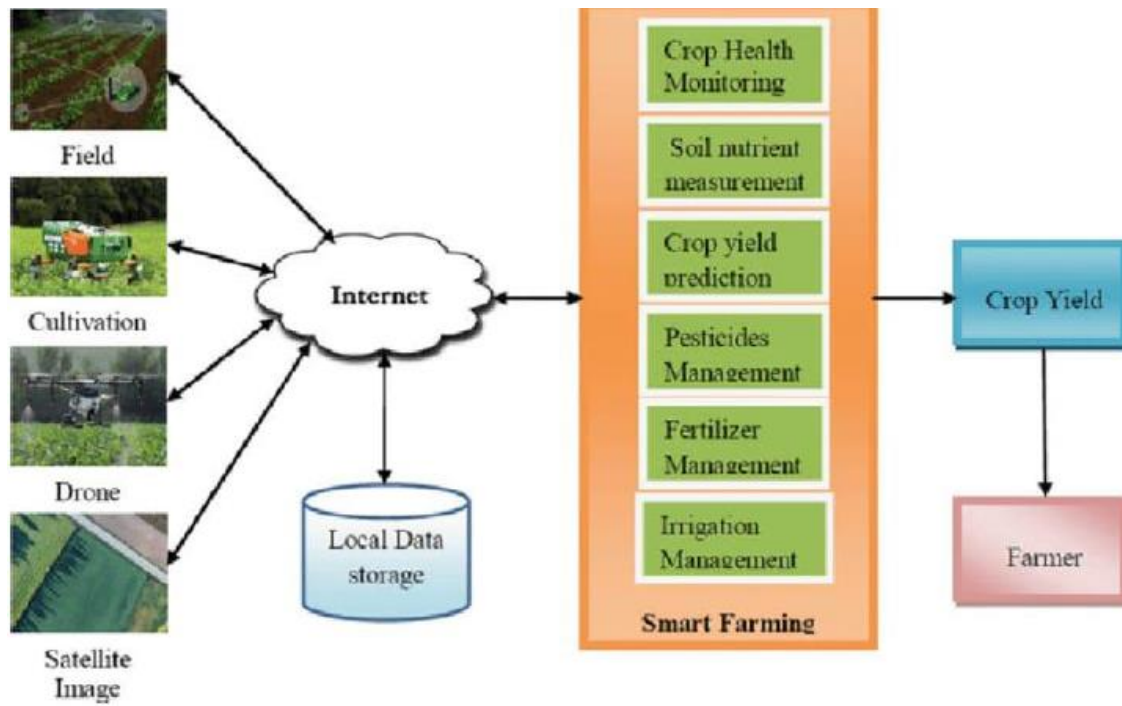 Field
Cultivation
Drone
Satellite
Image
Internet
Local Data
storage
Crop Health
Monitoring
Soil nutrient
measurement
Crop yield
prediction
Pesticides
Management
Fertilizer
Management
Irrigation
Management
Smart Farming
Crop Yield
Farmer